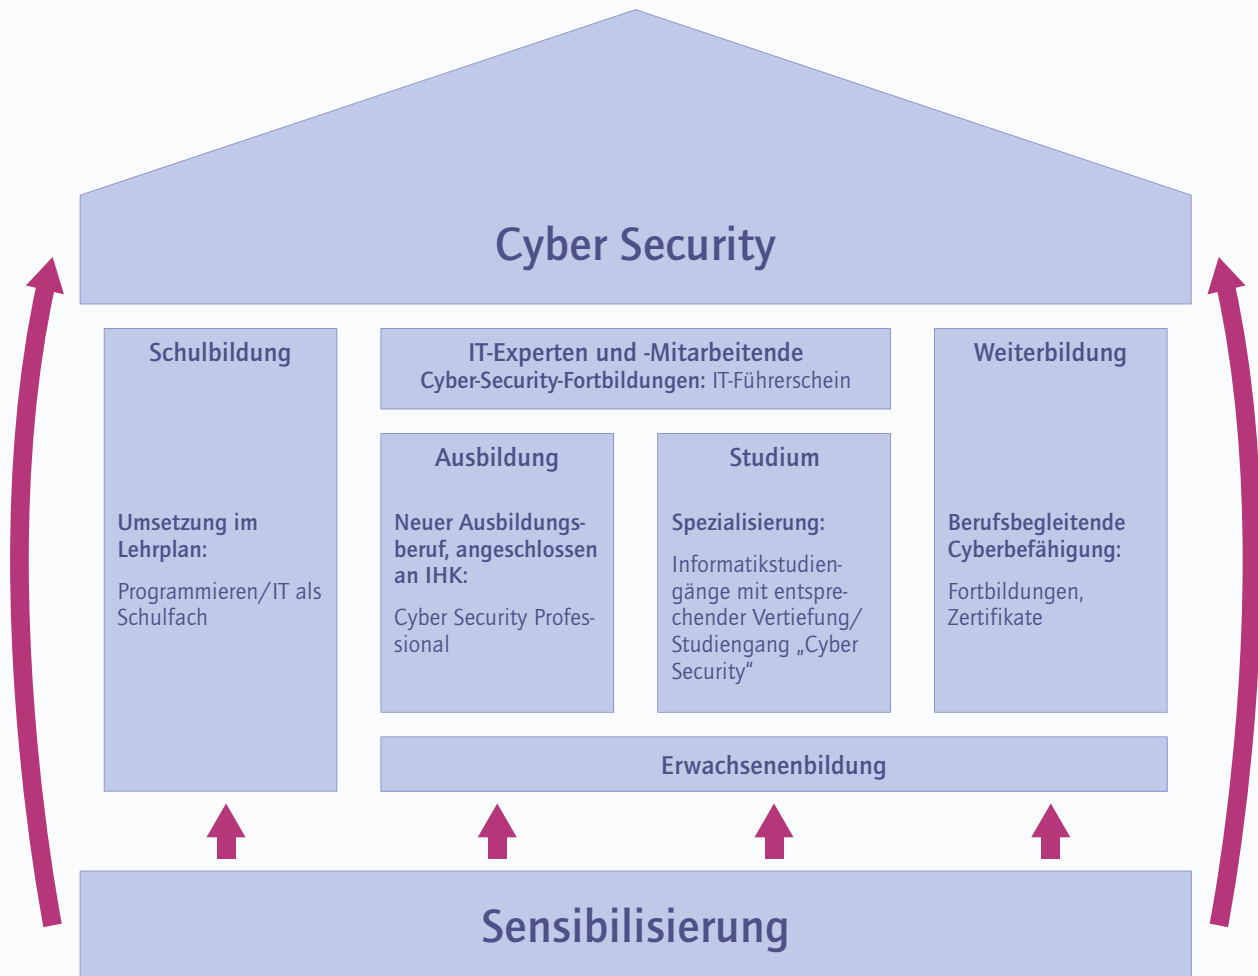 Cyber Security
Schulbildung
Umsetzung im
Lehrplan:
Programmieren/IT als
Schulfach
IT-Experten und -Mitarbeitende
Cyber-Security-Fortbildungen: IT-Führerschein
Ausbildung
Neuer Ausbildungs-
beruf, angeschlossen
an IHK:
Cyber Security Profes-
sional
Studium
Spezialisierung:
Informatikstudien-
gänge mit entspre-
chender Vertiefung/
Studiengang „Cyber
Security“
Weiterbildung
Berufsbegleitende
Cyberbefähigung:
Fortbildungen,
Zertifikate
Erwachsenenbildung
Sensibilisierung